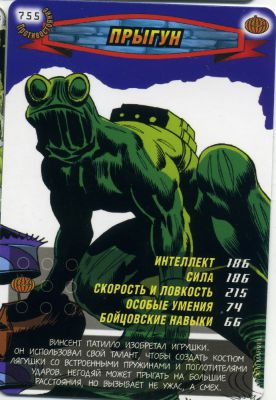 755
Противостояние
ПРЫГУН
ИНТЕЛЛЕКТ 186
СИЛА 186
СКОРОСТЬ И ЛОВКОСТЬ 215
ОСОБЫЕ УМЕНИЯ 74
БОЙЦОВСКИЕ НАВЫКИ 66
ВИНСЕНТ ПАТИЛЛО ИЗОБРЕТАЛ ИГРУШКИ.
ОН ИСПОЛЬЗОВАЛ СВОЙ ТАЛАНТ, ЧТОБЫ СОЗДАТЬ КОСТЮМ
ЛЯГУШКИ СО ВСТРОЕННЫМИ ПРУЖИНАМИ И ПОГЛОТИТЕЛЯМИ
УДАРОВ. НЕГОДЯЙ МОЖЕТ ПРЫГАТЬ НА БОЛЬШИЕ
РАССТОЯНИЯ, НО ВЫЗЫВАЕТ НЕ УЖАС, А СМЕХ.